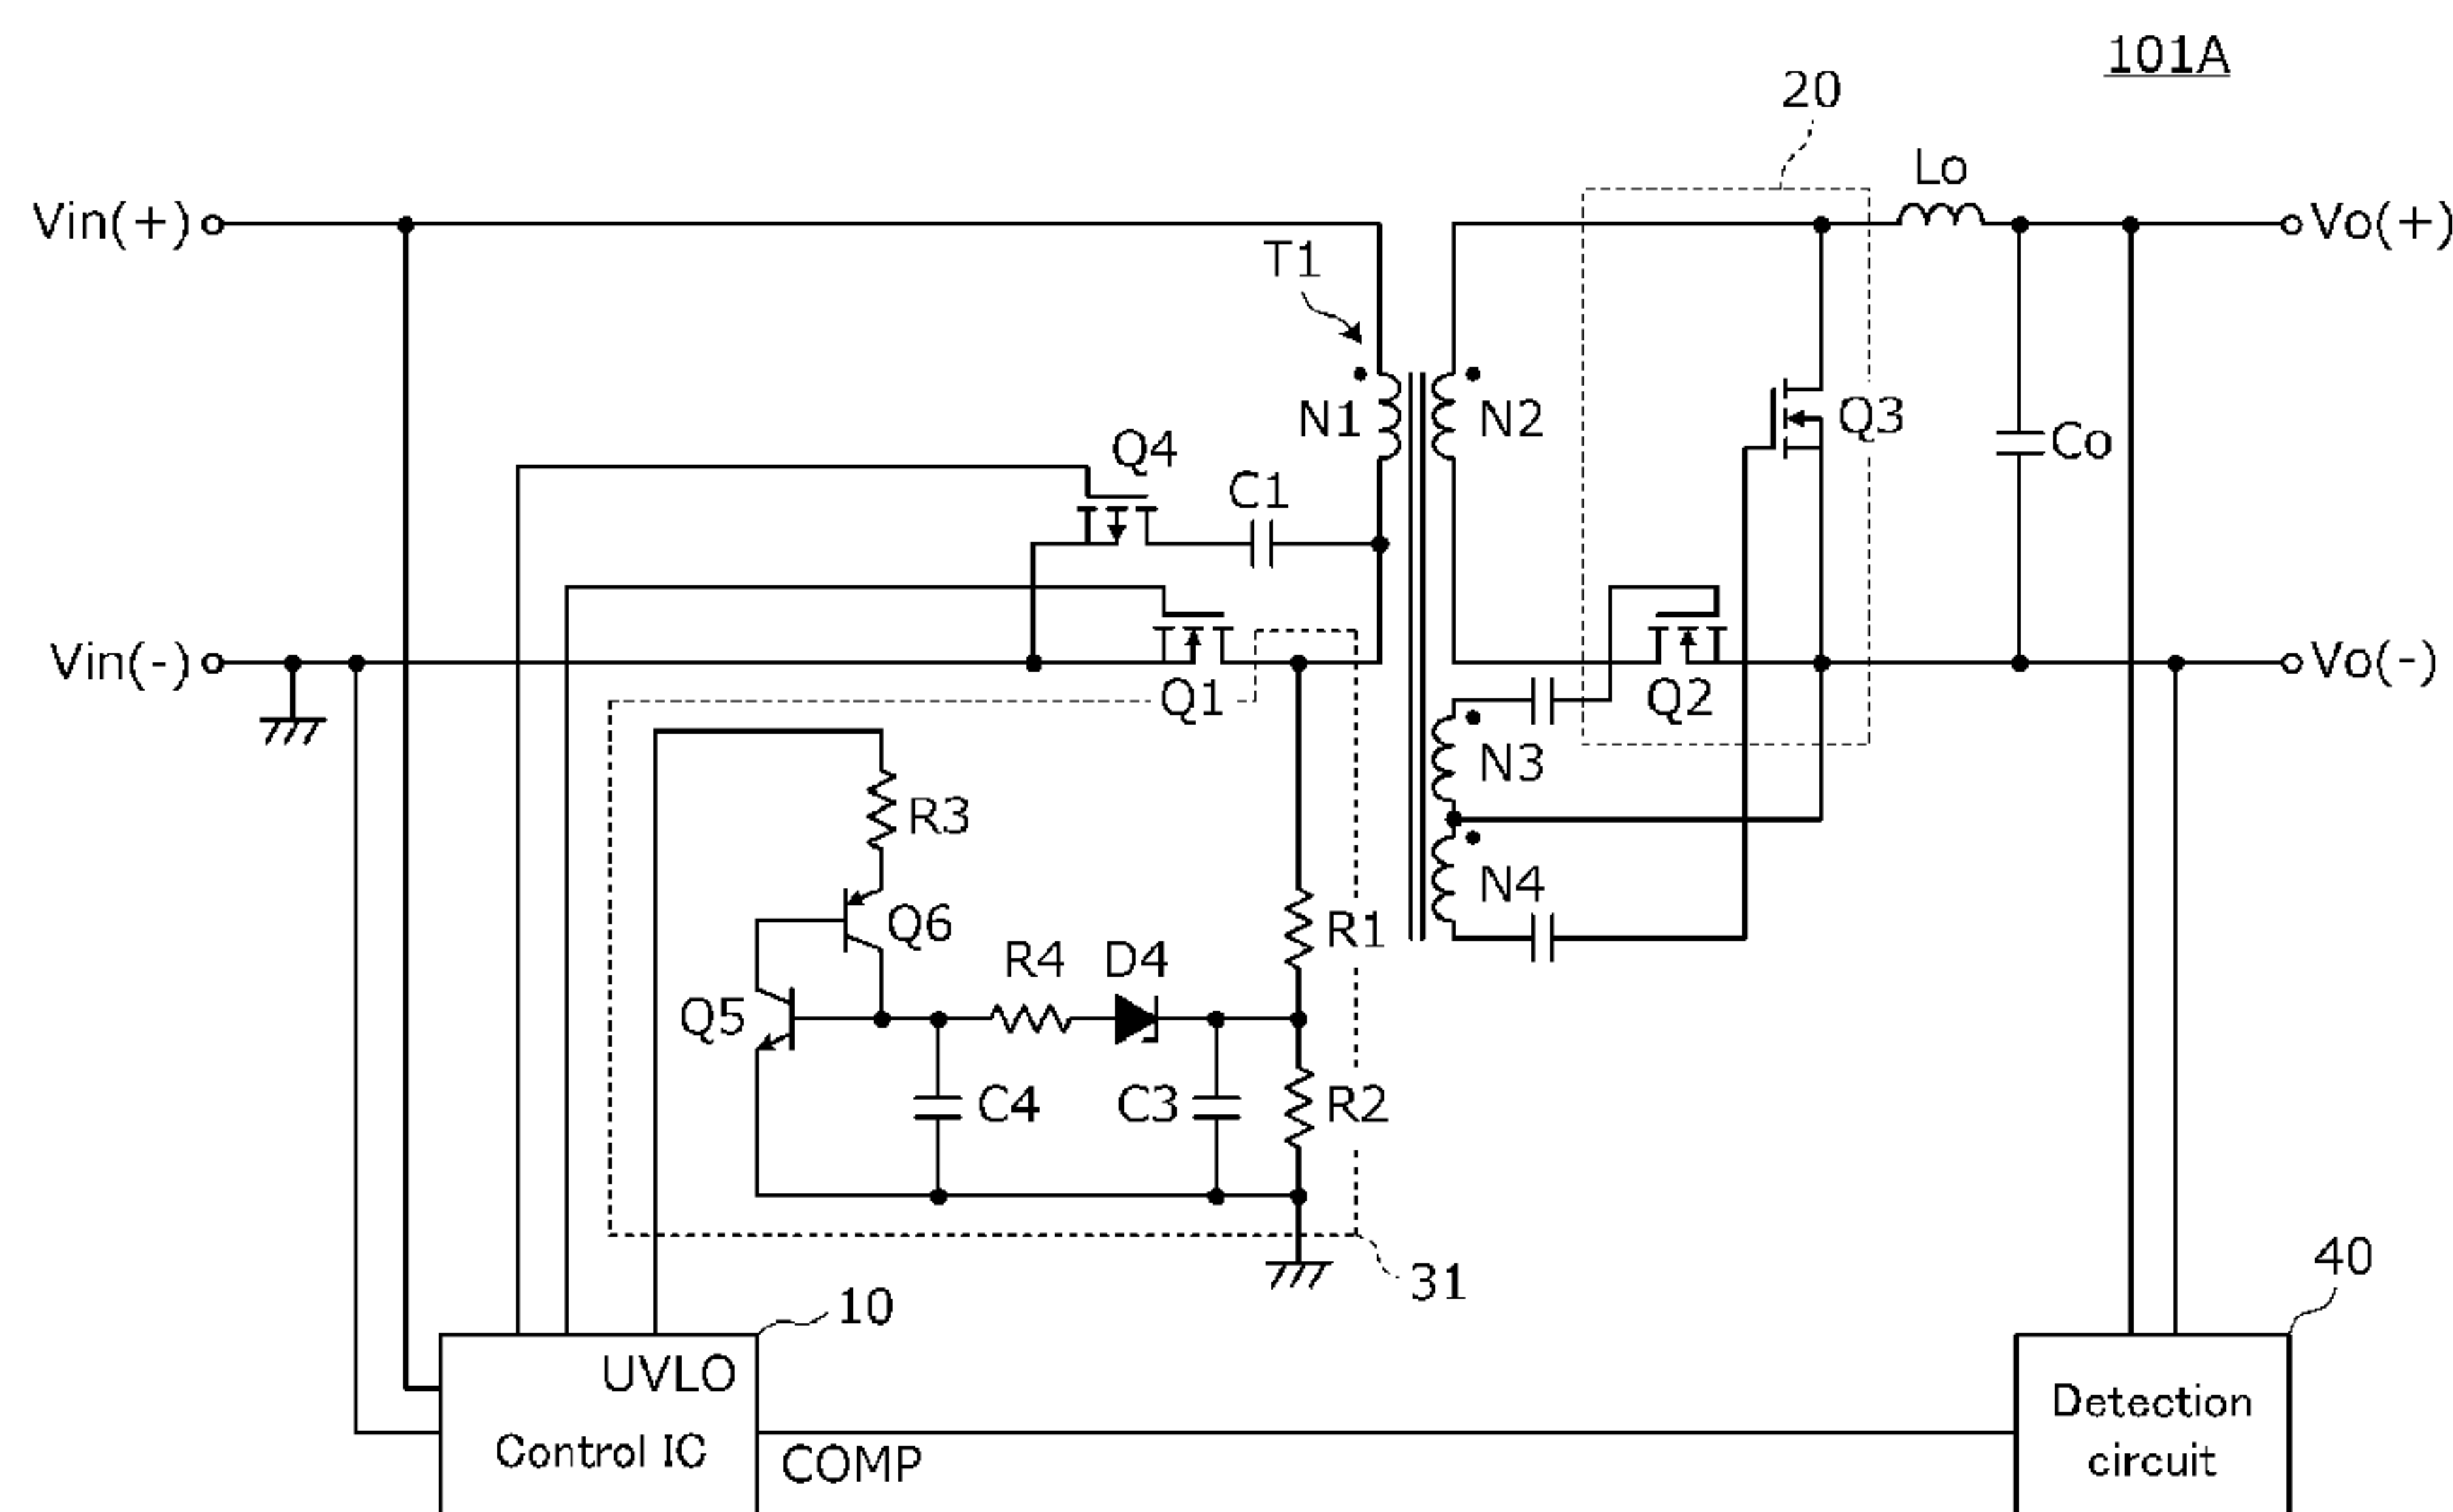 101A
20
Lo
Vin(+)
Vo(+)
T1
N1
N2
Q3
Co
Q4
C1
Vin(-)
Q1
Q2
Vo(-)
N3
R3
N4
Q6
R1
R4
D4
Q5
C4
C3
R2
31
40
10
UVLO
Control IC
COMP
Detection
circuit